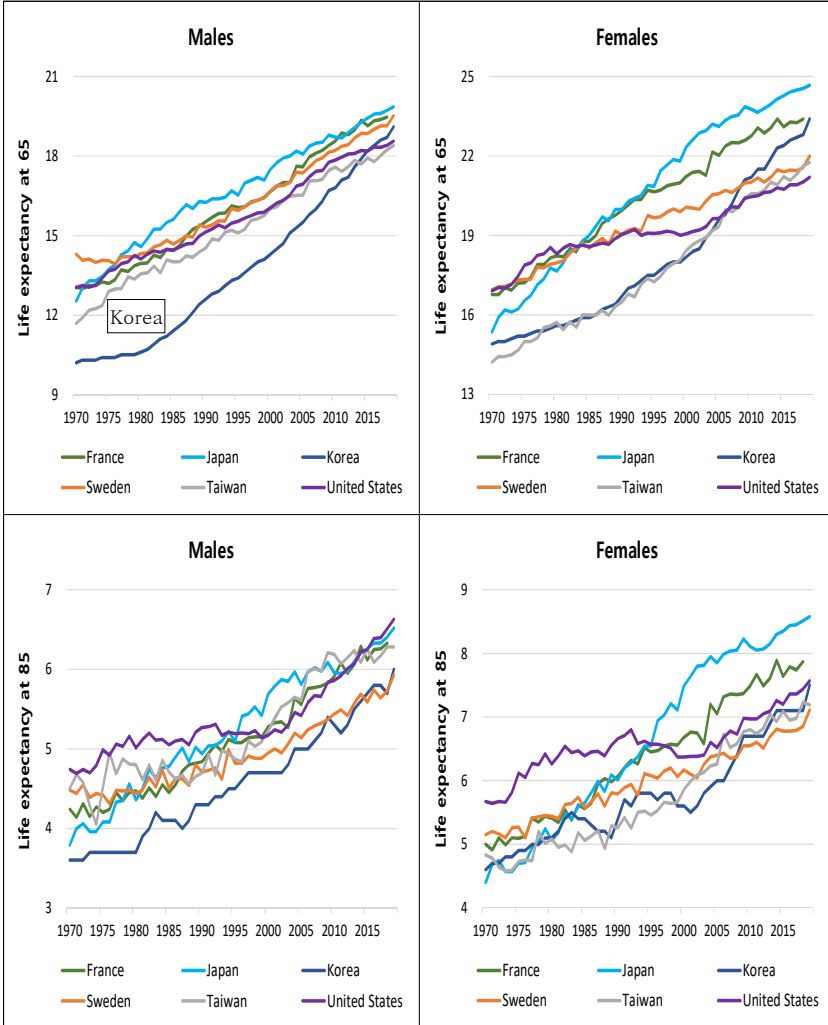 Males
Life expectancy at 65
21
18
15
12
9
Korea
1970 1975 1980 1985 1990 1995 2000 2005 2010 2015
France Japan Korea
Sweden Taiwan United States
Females
Life expectancy at 65
25
22
19
16
13
1970 1975 1980 1985 1990 1995 2000 2005 2010 2015
France Japan Korea
Sweden Taiwan United States
Males
Life expectancy at 85
7
6
5
4
3
1970 1975 1980 1985 1990 1995 2000 2005 2010 2015
France Japan Korea
Sweden Taiwan United States
Females
Life expectancy at 85
9
8
7
6
5
4
1970 1975 1980 1985 1990 1995 2000 2005 2010 2015
France Japan Korea
Sweden Taiwan United States